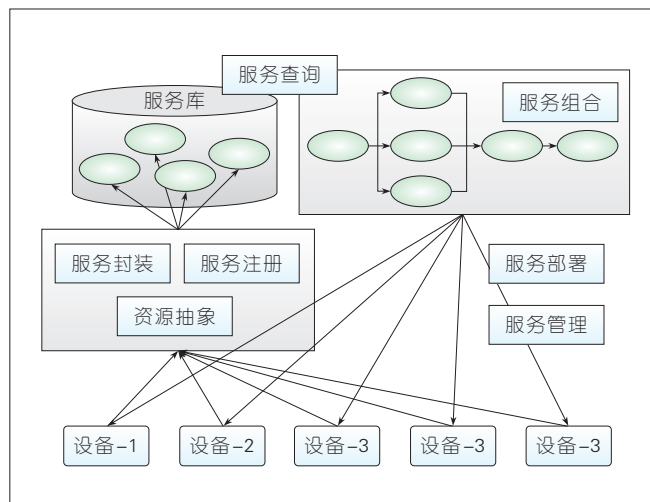 服务查询
服务库
服务组合
服务封装
服务注册
资源抽象
服务部署
服务管理
设备-1
设备-2
设备-3
设备-3
设备-3